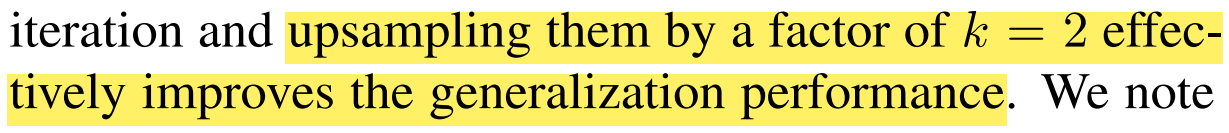 iteration and upsampling them by a factor of k = 2 effec-
tively improves the generalization performance. We note